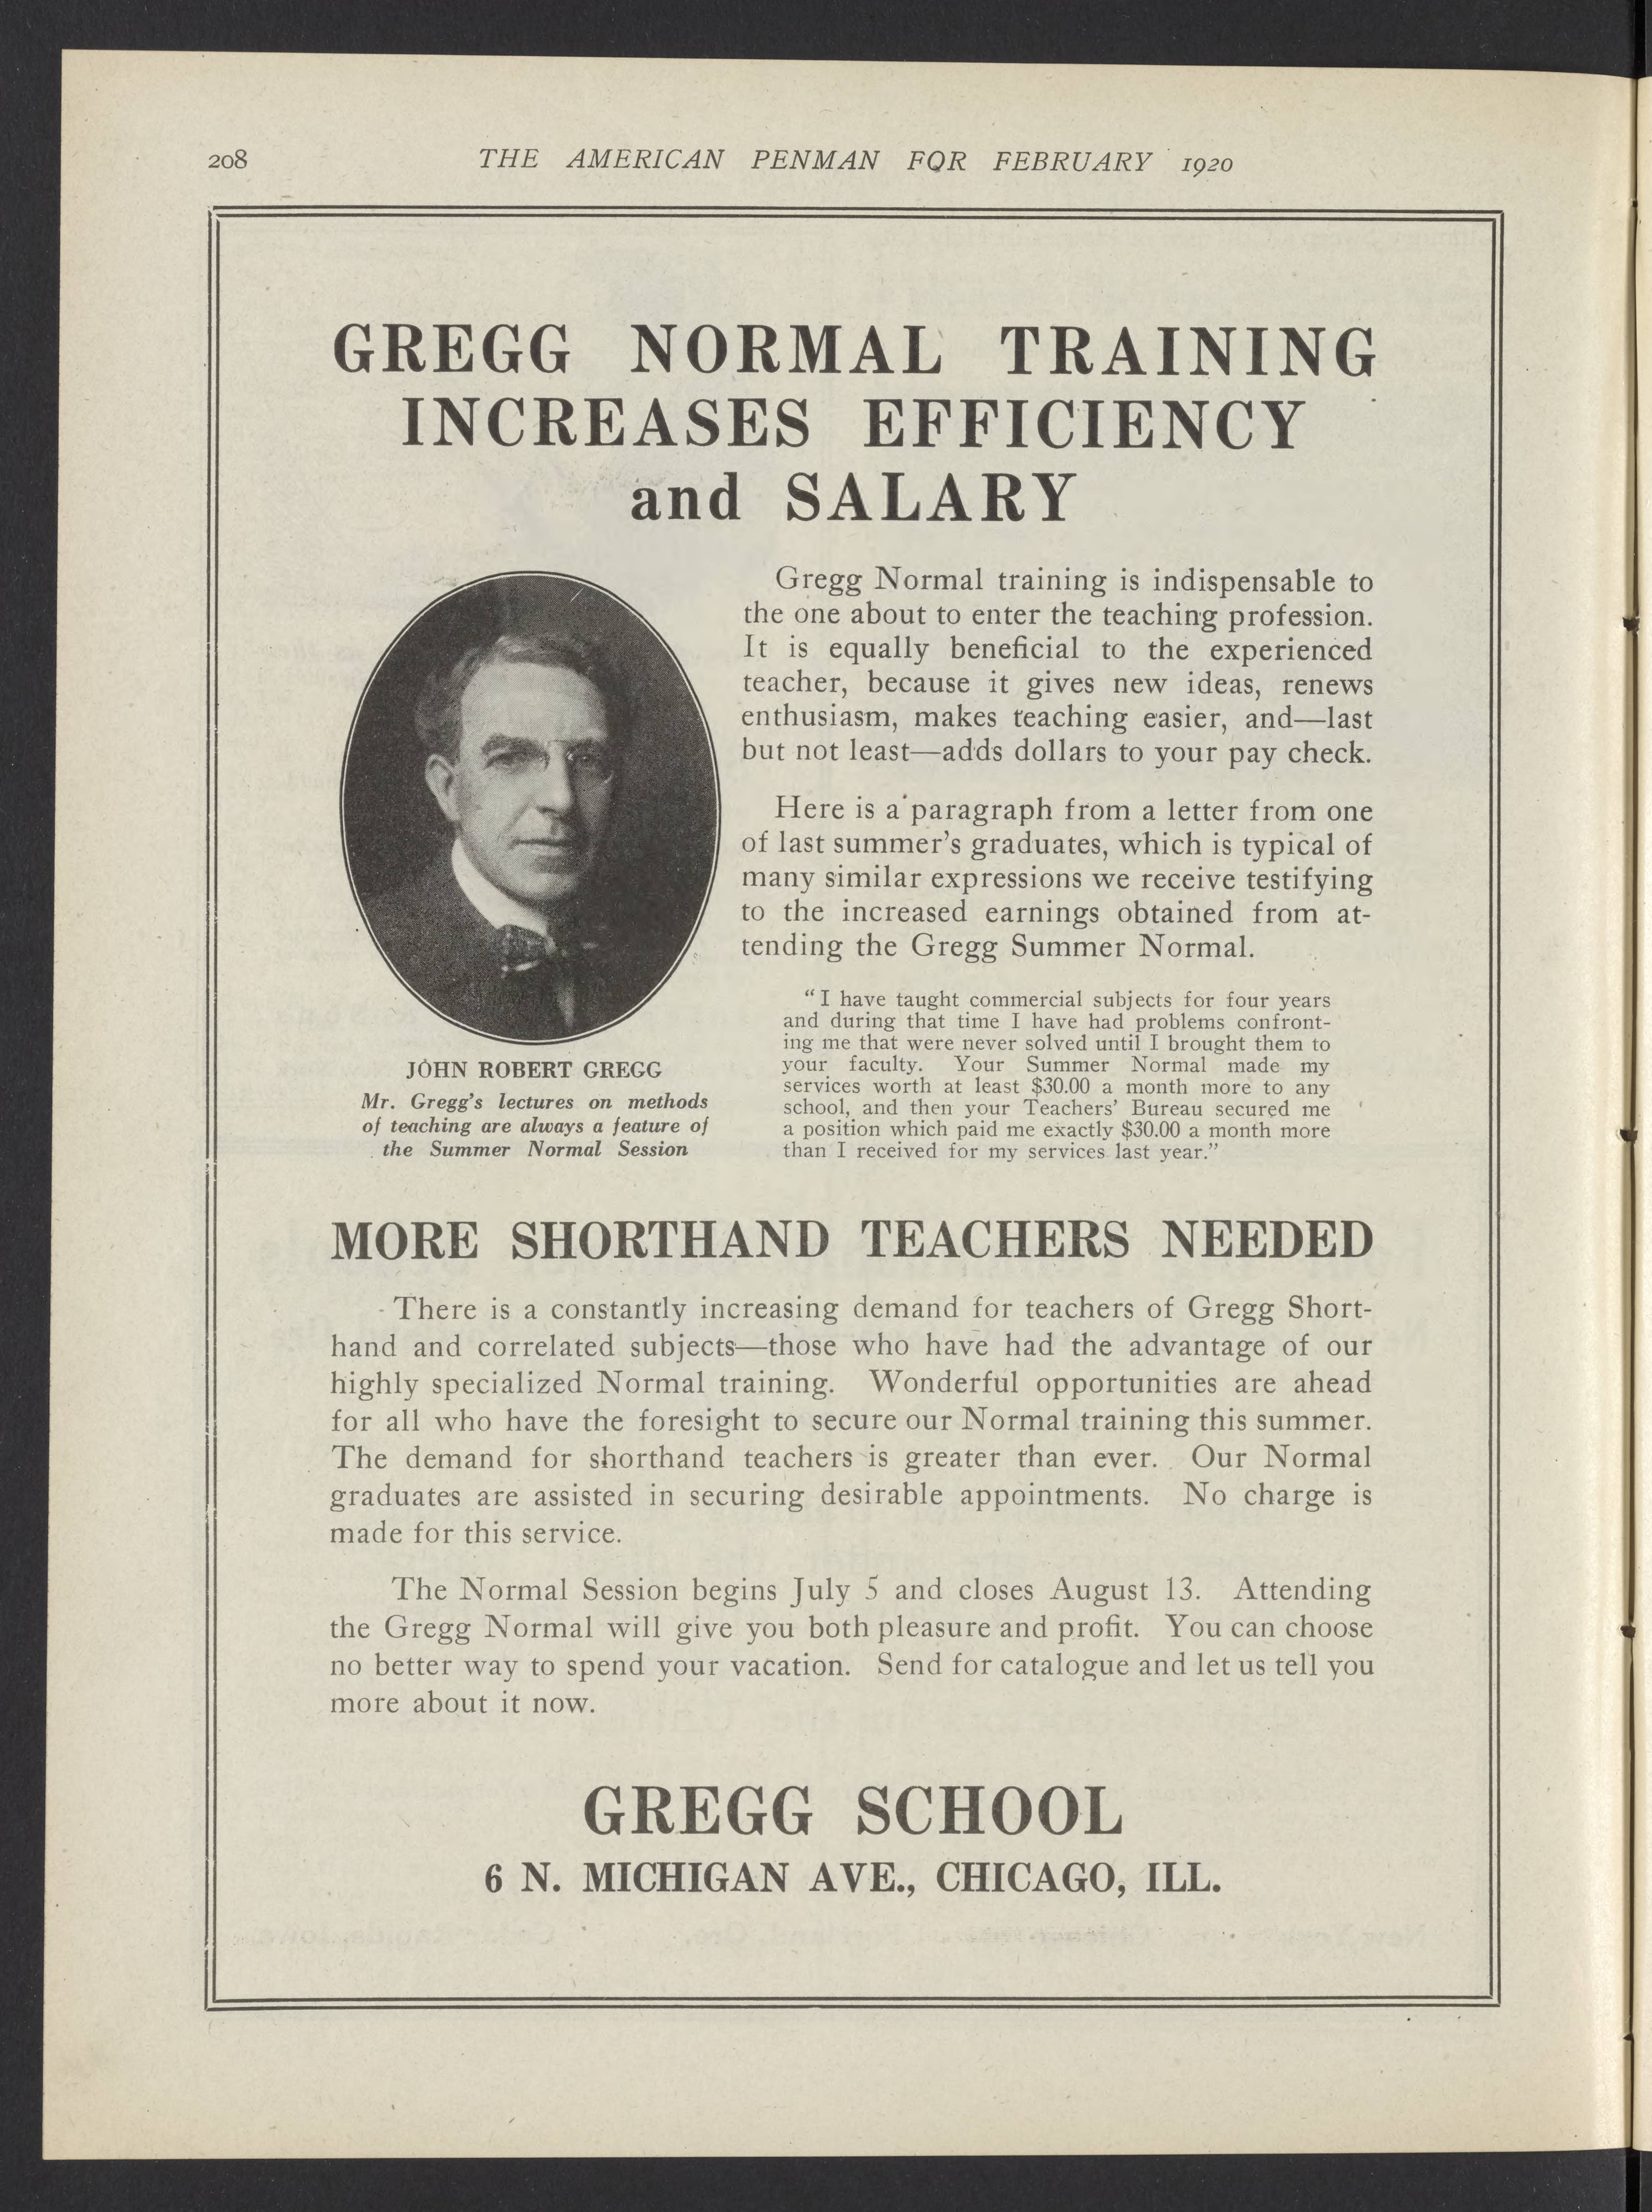 208
THE AMERICAN PENMAN FOR FEBRUARY 1920
GREGG NORMAL TRAINING
INCREASES EFFICIENCY
and SALARY
Gregg Normal training is indispensable to
the one about to enter the teaching profession.
It is equally beneficial to the experienced
teacher, because it gives new ideas, renews
enthusiasm, makes teaching easier, and—last
but not least—adds dollars to your pay check.
Here is a paragraph from a letter from one
of last summer's graduates, which is typical of
many similar expressions we receive testifying
to the increased earnings obtained from at-
tending the Gregg Summer Normal.
"I have taught commercial subjects for four years
and during that time I have had problems confront-
ing me that were never solved until I brought them to
your faculty. Your Summer Normal made my
services worth at least $30.00 a month more to any
school, and then your Teachers' Bureau secured me
a position which paid me exactly $30.00 a month more
than I received for my services last year."
JOHN ROBERT GREGG
Mr. Gregg's lectures on methods
of teaching are always a feature of
the Summer Normal Session
MORE SHORTHAND TEACHERS NEEDED
There is a constantly increasing demand for teachers of Gregg Short-
hand and correlated subjects—those who have had the advantage of our
highly specialized Normal training. Wonderful opportunities are ahead
for all who have the foresight to secure our Normal training this summer.
The demand for shorthand teachers is greater than ever. Our Normal
graduates are assisted in securing desirable appointments. No charge is
made for this service.
The Normal Session begins July 5 and closes August 13. Attending
the Gregg Normal will give you both pleasure and profit. You can choose
no better way to spend your vacation. Send for catalogue and let us tell you
more about it now.
GREGG SCHOOL
6 N. MICHIGAN AVE., CHICAGO, ILL.